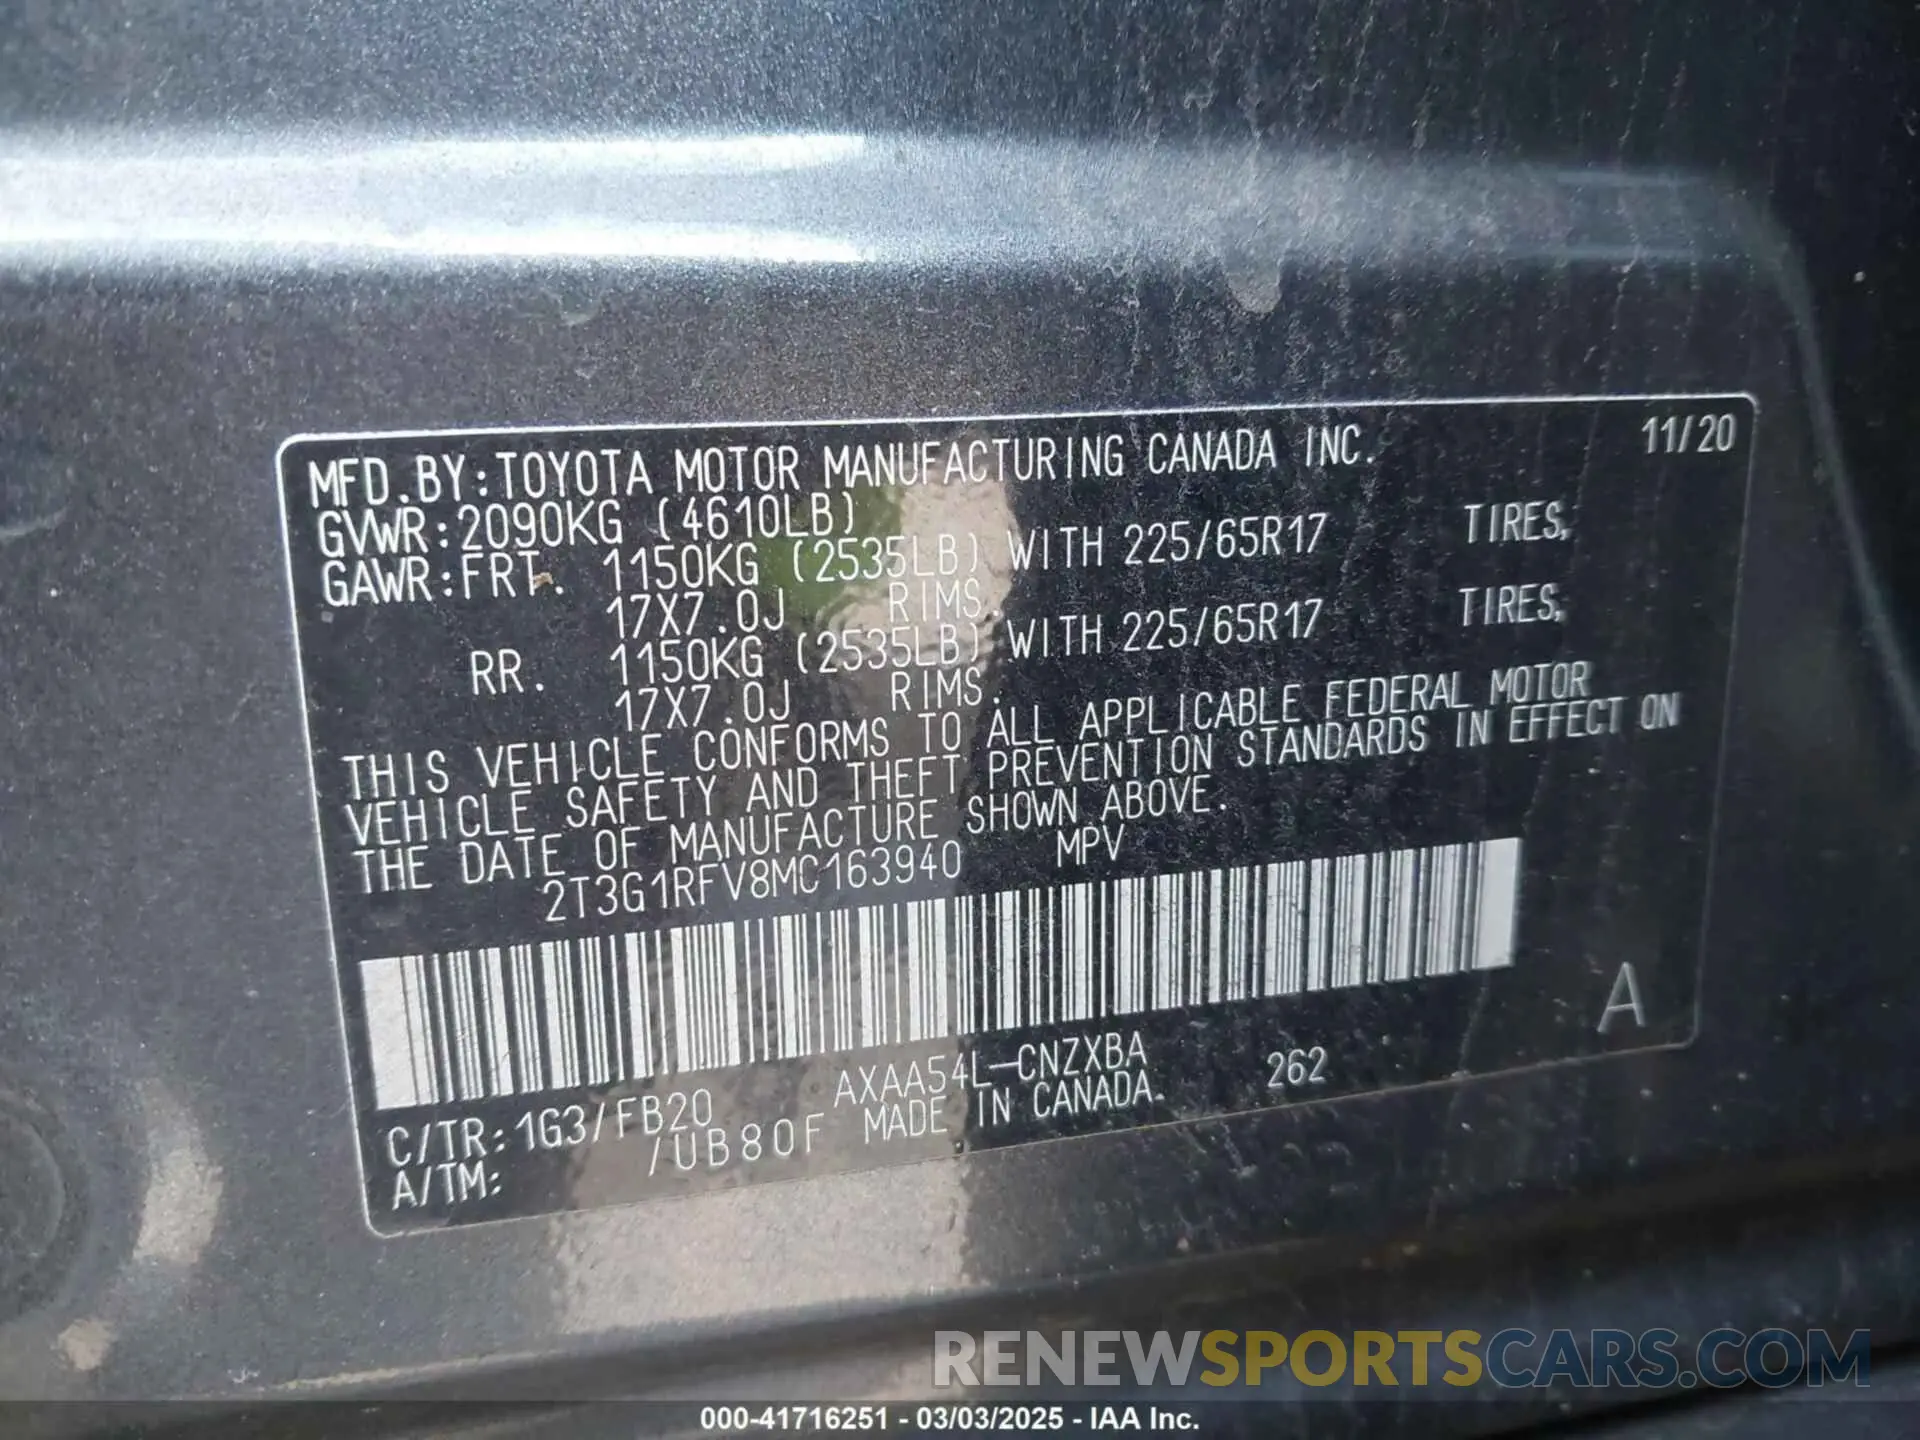 MFD.BY:TOYOTA MOTOR MANUFACTURING CANADA INC. 11/20
GVWR:2090KG (4610LB)
GAWR:FRT. 1150KG (2535LB) WITH 225/65R17 TIRES,
17X7.0J RIMS.
RR. 1150KG (2535LB) WITH 225/65R17 TIRES,
17X7.0J RIMS.
THIS VEHICLE CONFORMS TO ALL APPLICABLE FEDERAL MOTOR
VEHICLE SAFETY AND THEFT PREVENTION STANDARDS IN EFFECT ON
THE DATE OF MANUFACTURE SHOWN ABOVE.
2T3G1RFV8MC163940 MPV
A
C/TR:1G3/FB20 AXAA54L-CNZXBA 262
A/TM: /UB80F MADE IN CANADA.
RENEWSPORTSCARS.COM
000-41716251 - 03/03/2025 - IAA Inc.